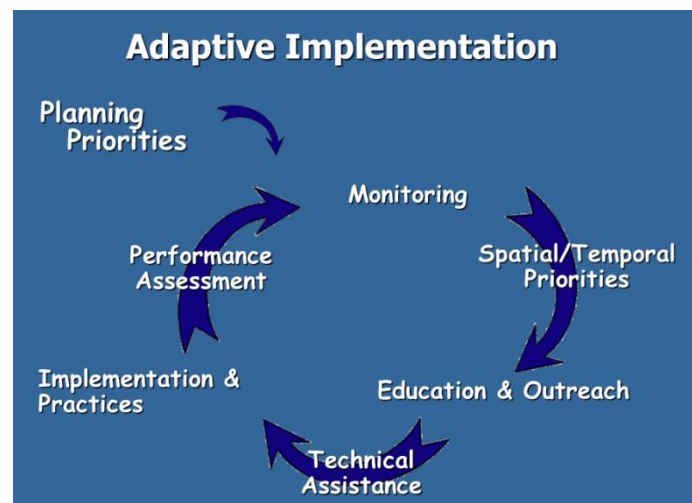 Adaptive Implementation
Planning
Priorities
Monitoring
Performance
Assessment
Spatial/Temporal
Priorities
Implementation &
Practices
Education & Outreach
Technical
Assistance